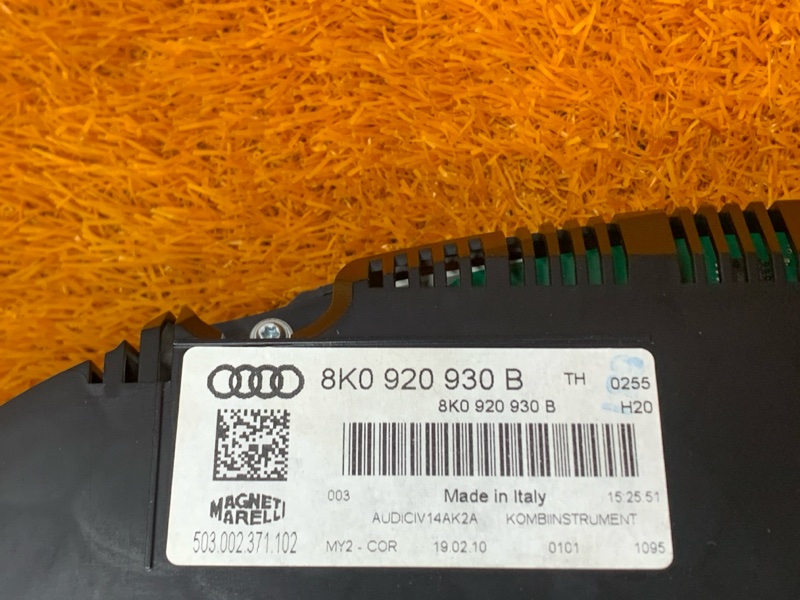 8K0 920 930 B TH 0255
8K0 920 930 B H20
003 Made in Italy 15:25:51
MAGNETI
MARELLI
AUDICIV14AK2A KOMBIINSTRUMENT
503.002.371.102 MY2 - COR 19.02.10 0101 1095